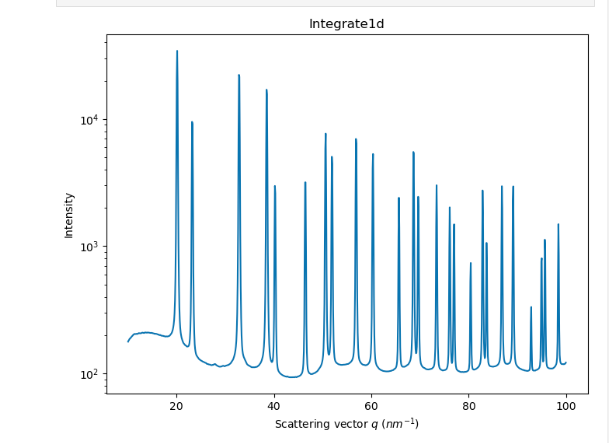 Integrate1d
Intensity
10⁴
10³
10²
20 40 60 80 100
Scattering vector q (nm⁻¹)